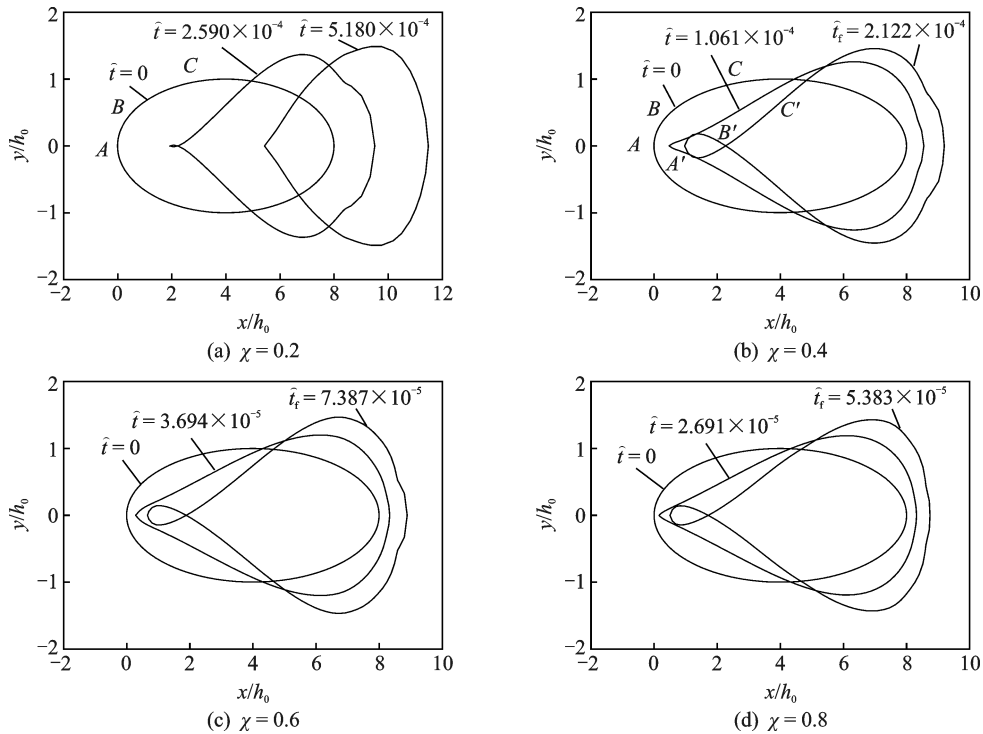 2
t̂ = 2.590×10⁻⁴
t̂ = 5.180×10⁻⁴
C
t̂ = 0
1
B
y/h₀
A
0
−1
−2
−2 0 2 4 6 8 10 12
x/h₀
(a) χ = 0.2
2
t̂f = 2.122×10⁻⁴
t̂ = 1.061×10⁻⁴
C
t̂ = 0
1
B
C′
B′
y/h₀
A
0
A′
−1
−2
−2 0 2 4 6 8 10
x/h₀
(b) χ = 0.4
2
t̂f = 7.387×10⁻⁵
t̂ = 3.694×10⁻⁵
t̂ = 0
1
y/h₀
0
−1
−2
−2 0 2 4 6 8 10
x/h₀
(c) χ = 0.6
2
t̂f = 5.383×10⁻⁵
t̂ = 2.691×10⁻⁵
t̂ = 0
1
y/h₀
0
−1
−2
−2 0 2 4 6 8 10
x/h₀
(d) χ = 0.8